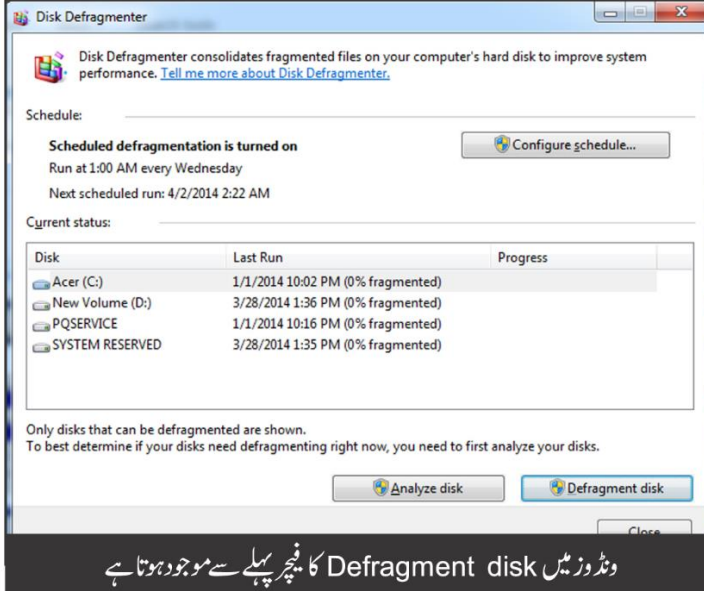 Disk Defragmenter
Disk Defragmenter consolidates fragmented files on your computer's hard disk to improve system
performance. Tell me more about Disk Defragmenter.
Schedule:
Scheduled defragmentation is turned on
Configure schedule...
Run at 1:00 AM every Wednesday
Next scheduled run: 4/2/2014 2:22 AM
Current status:
Disk Last Run Progress
Acer (C:) 1/1/2014 10:02 PM (0% fragmented)
New Volume (D:) 3/28/2014 1:36 PM (0% fragmented)
PQSERVICE 1/1/2014 10:16 PM (0% fragmented)
SYSTEM RESERVED 3/28/2014 1:35 PM (0% fragmented)
Only disks that can be defragmented are shown.
To best determine if your disks need defragmenting right now, you need to first analyze your disks.
Analyze disk Defragment disk
Close
ونڈوز میں Defragment disk کا فیچر پہلے سے موجود ہوتا ہے